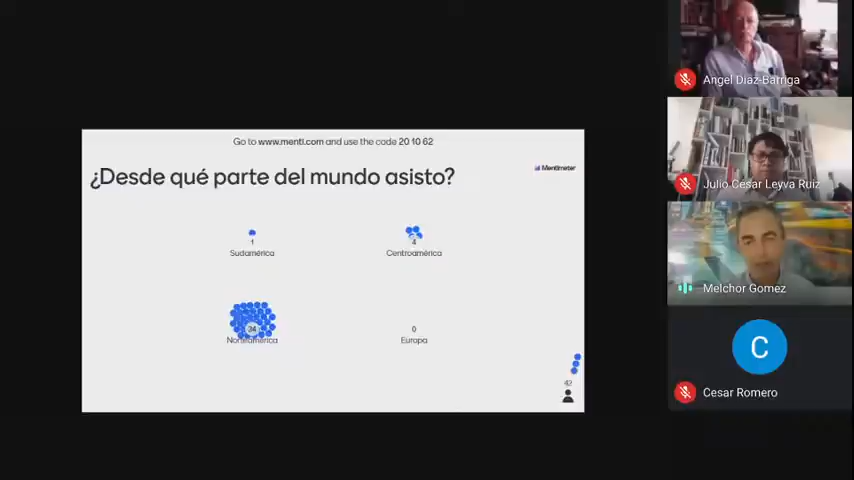 Go to www.menti.com and use the code 20 10 62
¿Desde qué parte del mundo asisto?
Mentimeter
1
Sudamérica
4
Centroamérica
34
Norteamérica
0
Europa
42
Angel Díaz-Barriga
Julio César Leyva Ruiz
Melchor Gomez
C
Cesar Romero